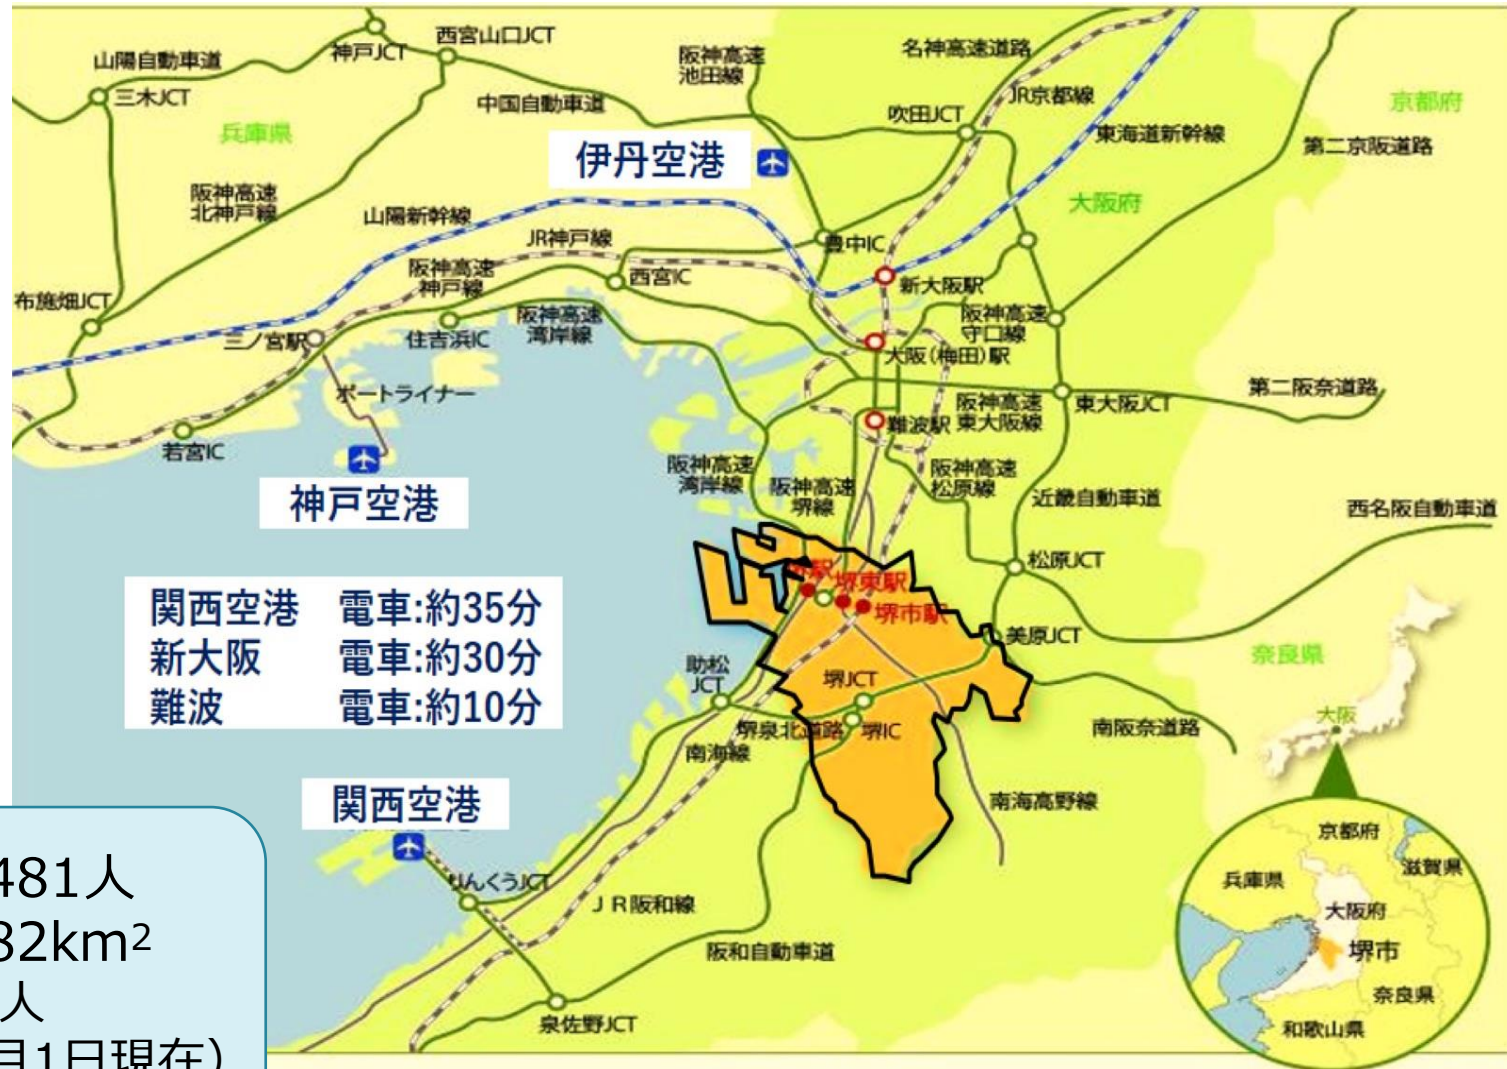 神戸JCT
西宮山口JCT
山陽自動車道
三木JCT
中国自動車道
阪神高速
池田線
名神高速道路
JR京都線
吹田JCT
東海道新幹線
京都府
第二京阪道路
兵庫県
伊丹空港
大阪府
阪神高速
北神戸線
山陽新幹線
JR神戸線
豊中IC
阪神高速
神戸線
西宮IC
新大阪駅
布施畑JCT
三ノ宮駅
住吉浜IC
阪神高速
湾岸線
阪神高速
守口線
大阪(梅田)駅
ポートライナー
第二阪奈道路
東大阪JCT
難波駅
阪神高速
東大阪線
若宮IC
神戸空港
阪神高速
湾岸線
阪神高速
堺線
阪神高速
松原線
近畿自動車道
西名阪自動車道
松原JCT
関西空港 電車:約35分
新大阪 電車:約30分
難波 電車:約10分
駅
堺東駅
堺市駅
美原JCT
奈良県
助松
JCT
堺JCT
堺泉北道路
堺IC
南海線
南阪奈道路
大阪
関西空港
南海高野線
りんくうJCT
JR阪和線
阪和自動車道
泉佐野JCT
481人
82km²
人
月1日現在）
京都府
滋賀県
兵庫県
大阪府
堺市
奈良県
和歌山県